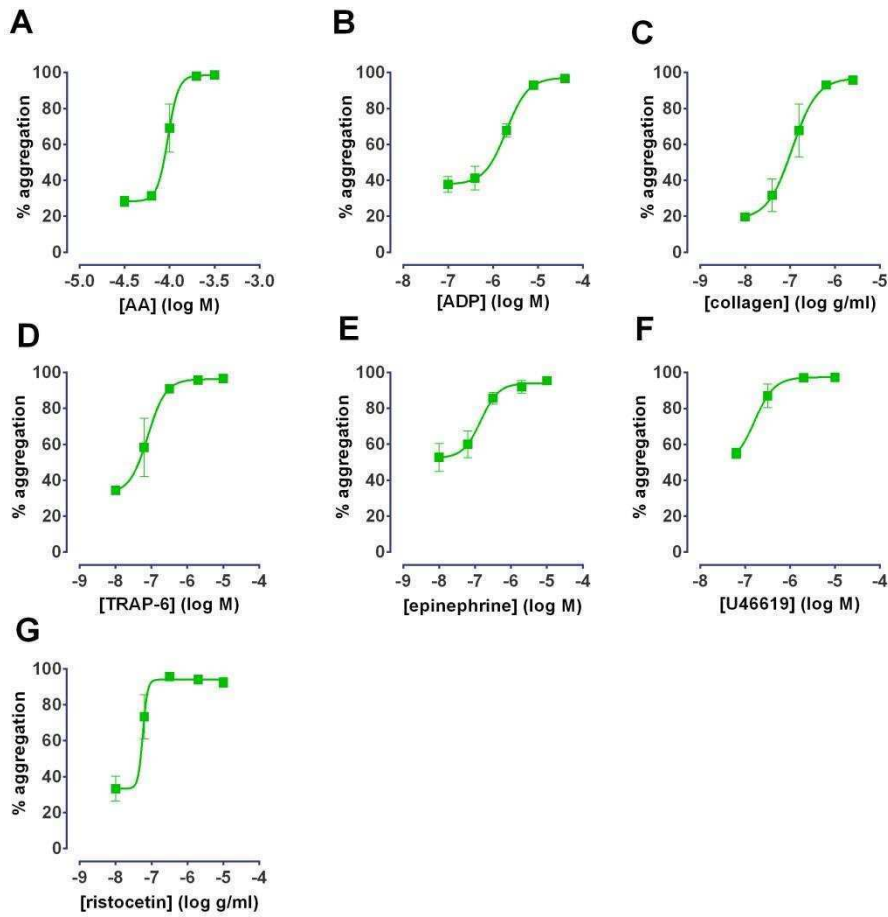 A
B
C
% aggregation
100
80
60
40
20
0
-5.0 -4.5 -4.0 -3.5 -3.0
[AA] (log M)
% aggregation
100
80
60
40
20
0
-8 -7 -6 -5 -4
[ADP] (log M)
% aggregation
100
80
60
40
20
0
-9 -8 -7 -6 -5
[collagen] (log g/ml)
D
E
F
% aggregation
100
80
60
40
20
0
-9 -8 -7 -6 -5 -4
[TRAP-6] (log M)
% aggregation
100
80
60
40
20
0
-9 -8 -7 -6 -5 -4
[epinephrine] (log M)
% aggregation
100
80
60
40
20
0
-8 -7 -6 -5 -4
[U46619] (log M)
G
% aggregation
100
80
60
40
20
0
-9 -8 -7 -6 -5 -4
[ristocetin] (log g/ml)